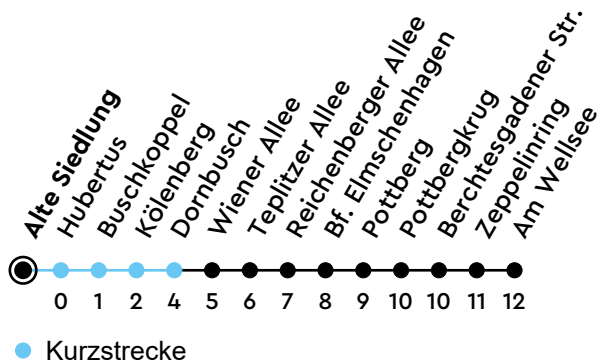 Alte Siedlung
Hubertus
Buschkoppel
Kölenberg
Dornbusch
Wiener Allee
Teplitzer Allee
Reichenberger Allee
Bf. Elmschenhagen
Pottberg
Pottbergkrug
Berchtesgadener Str.
Zeppelinring
Am Wellsee
0 1 2 4 5 6 7 8 9 10 10 11 12
Kurzstrecke